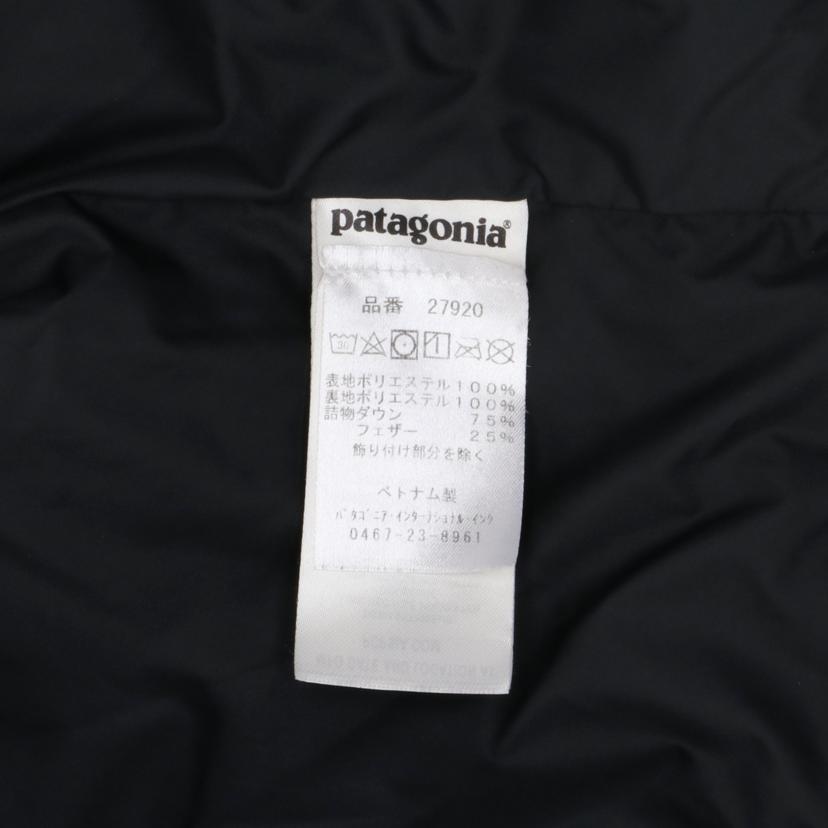 patagonia®
品番 27920
30
表地ポリエステル100%
裏地ポリエステル100%
詰物ダウン 75%
フェザー 25%
飾り付け部分を除く
ベトナム製
パタゴニア・インターナショナル・インク
0467-23-8961